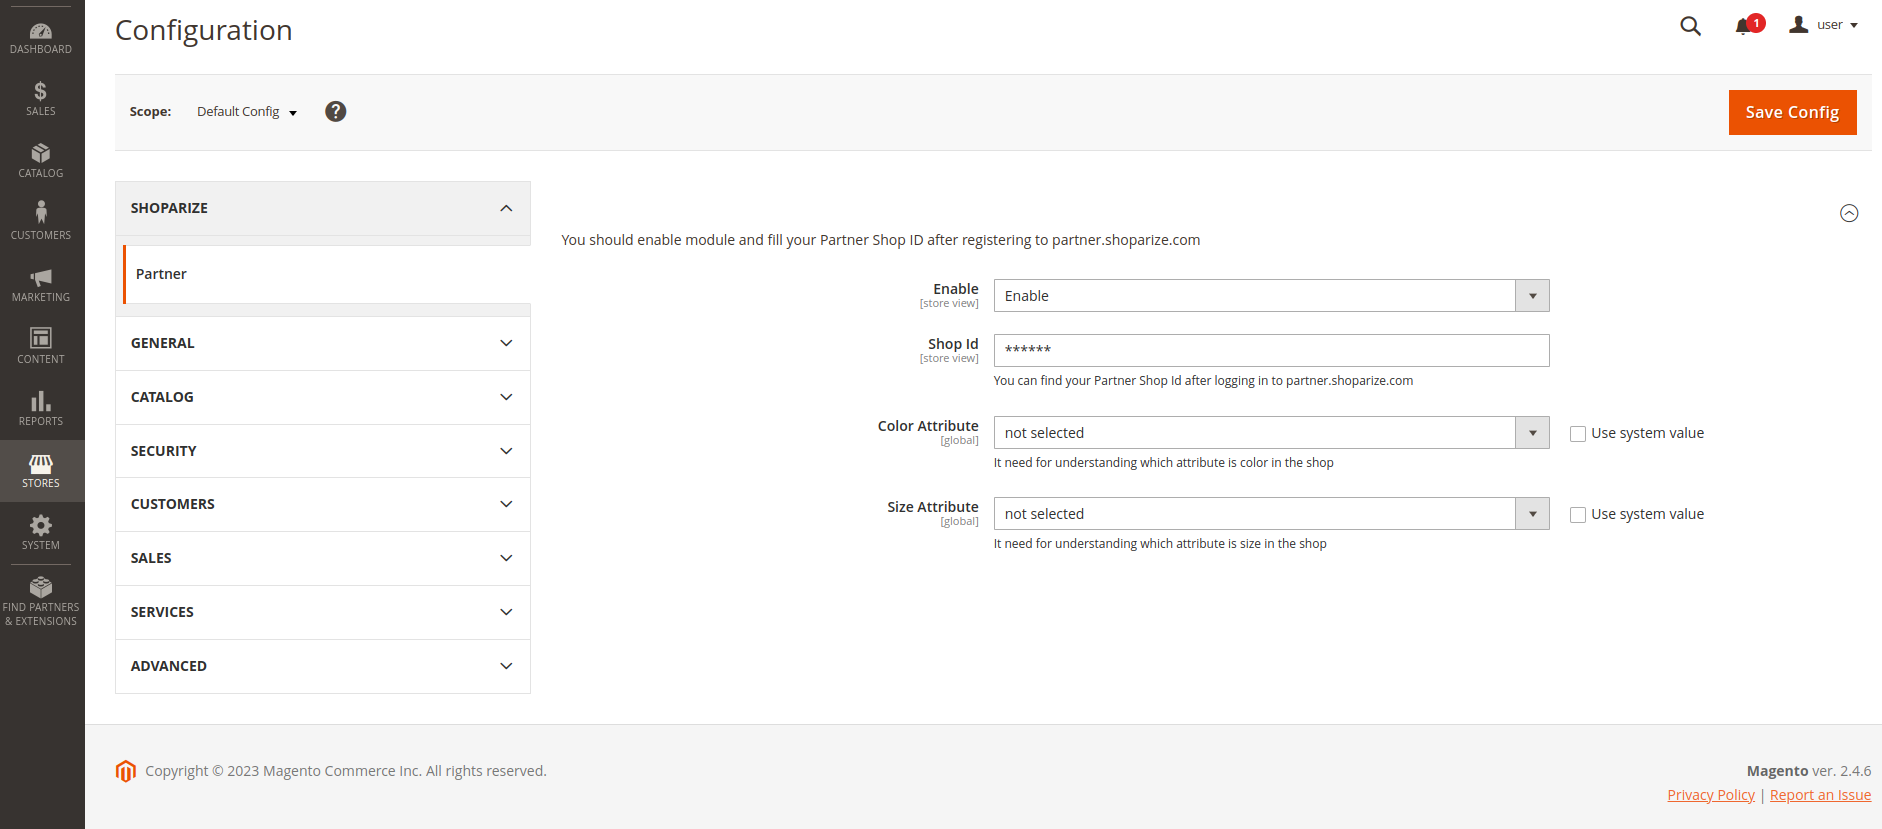 DASHBOARD
SALES
CATALOG
CUSTOMERS
MARKETING
CONTENT
REPORTS
STORES
SYSTEM
FIND PARTNERS
& EXTENSIONS
Configuration
1
user
Scope:
Default Config
?
Save Config
SHOPARIZE
Partner
GENERAL
CATALOG
SECURITY
CUSTOMERS
SALES
SERVICES
ADVANCED
You should enable module and fill your Partner Shop ID after registering to partner.shoparize.com
Enable
[store view]
Enable
Shop Id
[store view]
******
You can find your Partner Shop Id after logging in to partner.shoparize.com
Color Attribute
[global]
not selected
Use system value
It need for understanding which attribute is color in the shop
Size Attribute
[global]
not selected
Use system value
It need for understanding which attribute is size in the shop
Copyright © 2023 Magento Commerce Inc. All rights reserved.
Magento ver. 2.4.6
Privacy Policy | Report an Issue